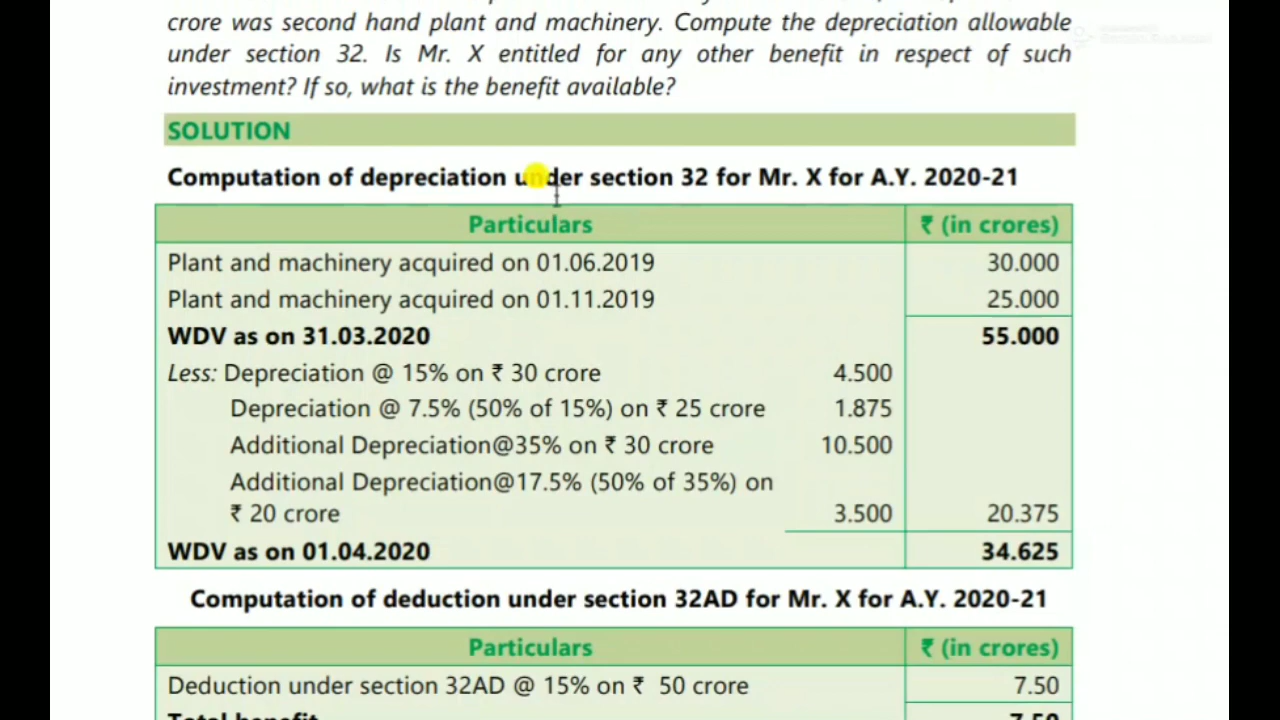 crore was second hand plant and machinery. Compute the depreciation allowable
under section 32. Is Mr. X entitled for any other benefit in respect of such
investment? If so, what is the benefit available?
SOLUTION
Computation of depreciation under section 32 for Mr. X for A.Y. 2020-21
Particulars ₹ (in crores)
Plant and machinery acquired on 01.06.2019 30.000
Plant and machinery acquired on 01.11.2019 25.000
WDV as on 31.03.2020 55.000
Less: Depreciation @ 15% on ₹ 30 crore 4.500
Depreciation @ 7.5% (50% of 15%) on ₹ 25 crore 1.875
Additional Depreciation@35% on ₹ 30 crore 10.500
Additional Depreciation@17.5% (50% of 35%) on
₹ 20 crore 3.500 20.375
WDV as on 01.04.2020 34.625
Computation of deduction under section 32AD for Mr. X for A.Y. 2020-21
Particulars ₹ (in crores)
Deduction under section 32AD @ 15% on ₹ 50 crore 7.50
Total benefit 7.50